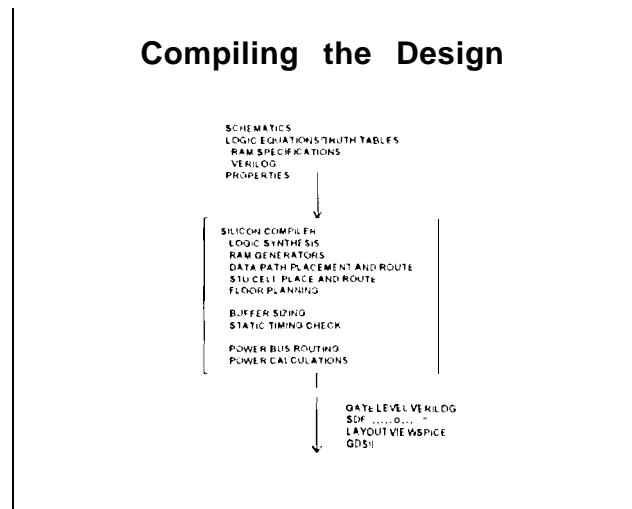 Compiling the Design
SCHEMATICS
LOGIC EQUATIONS TRUTH TABLES
RAM SPECIFICATIONS
VERILOG
PROPERTIES
SILICON COMPILER
LOGIC SYNTHESIS
RAM GENERATORS
DATA PATH PLACEMENT AND ROUTE
STD CELL PLACE AND ROUTE
FLOOR PLANNING
BUFFER SIZING
STATIC TIMING CHECK
POWER BUS ROUTING
POWER CALCULATIONS
GATE LEVEL VERILOG
SDF
LAYOUT VIEWSPICE
GDSII